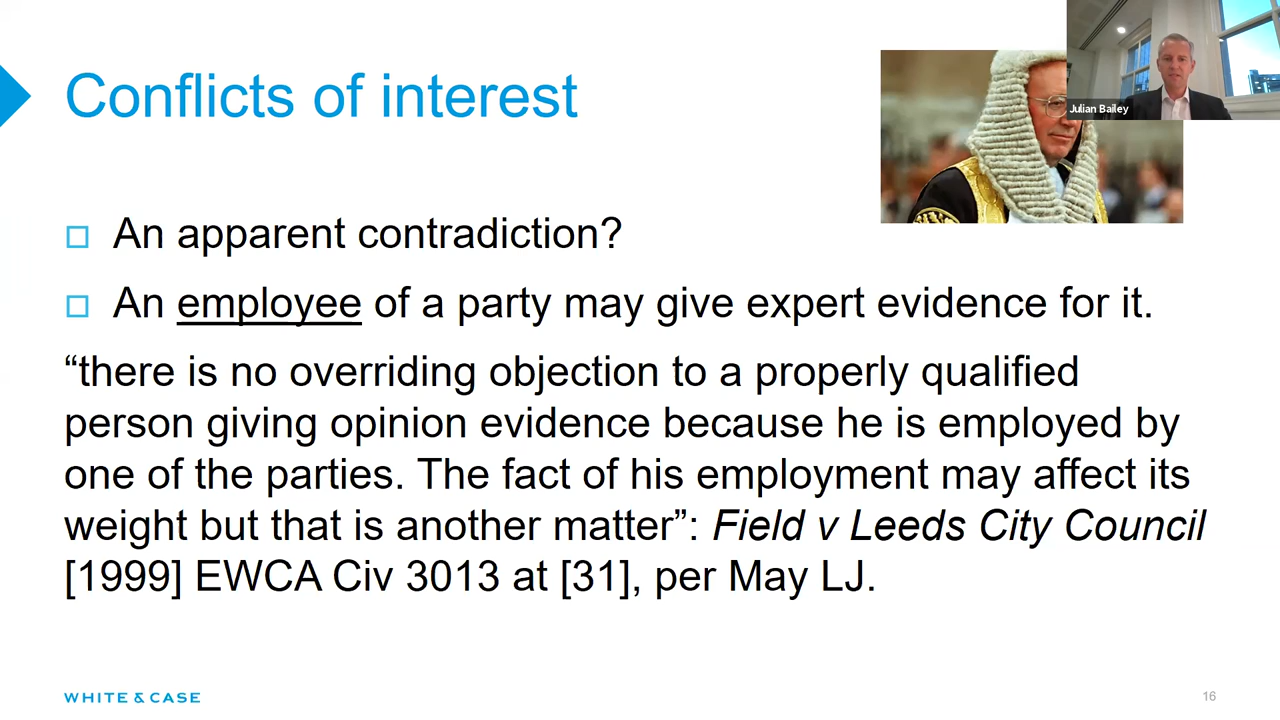 Conflicts of interest
Julian Bailey
An apparent contradiction?
An employee of a party may give expert evidence for it.
“there is no overriding objection to a properly qualified
person giving opinion evidence because he is employed by
one of the parties. The fact of his employment may affect its
weight but that is another matter”: Field v Leeds City Council
[1999] EWCA Civ 3013 at [31], per May LJ.
WHITE & CASE
16